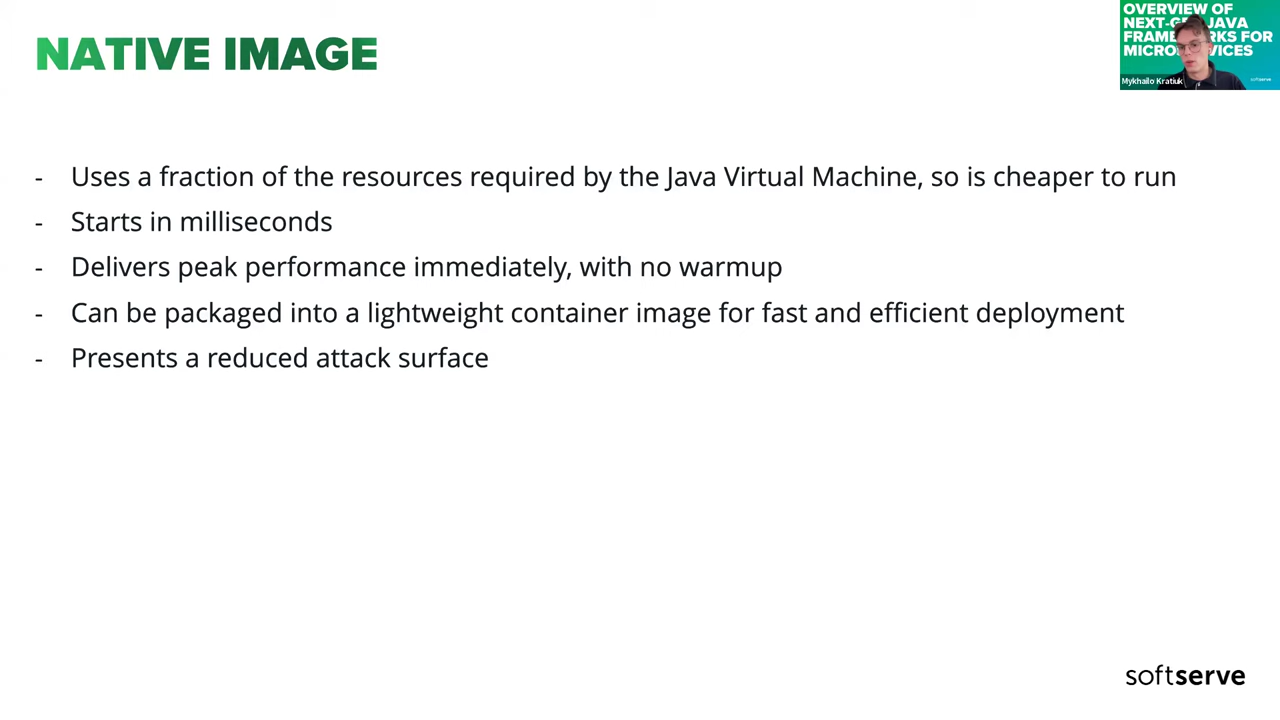 NATIVE IMAGE
- Uses a fraction of the resources required by the Java Virtual Machine, so is cheaper to run
- Starts in milliseconds
- Delivers peak performance immediately, with no warmup
- Can be packaged into a lightweight container image for fast and efficient deployment
- Presents a reduced attack surface
OVERVIEW OF
JAVA
FOR
Mykhailo Kratiuk
softserve
softserve